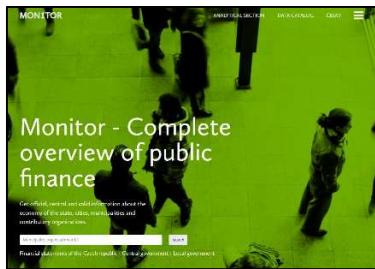 MONITOR
ANALYTICAL SECTION DATA CATALOG
Monitor - Complete
overview of public
finance
Get official, central and valid information about the
economy of the state, cities, municipalities and
contributory organizations.
Search
Financial statements of the Czech republic | Central government | Local government